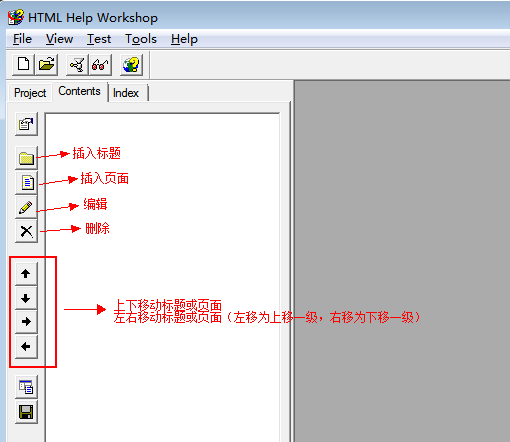 HTML Help Workshop
File View Test Tools Help
Project Contents Index
插入标题
插入页面
编辑
删除
上下移动标题或页面
左右移动标题或页面（左移为上移一级，右移为下移一级）